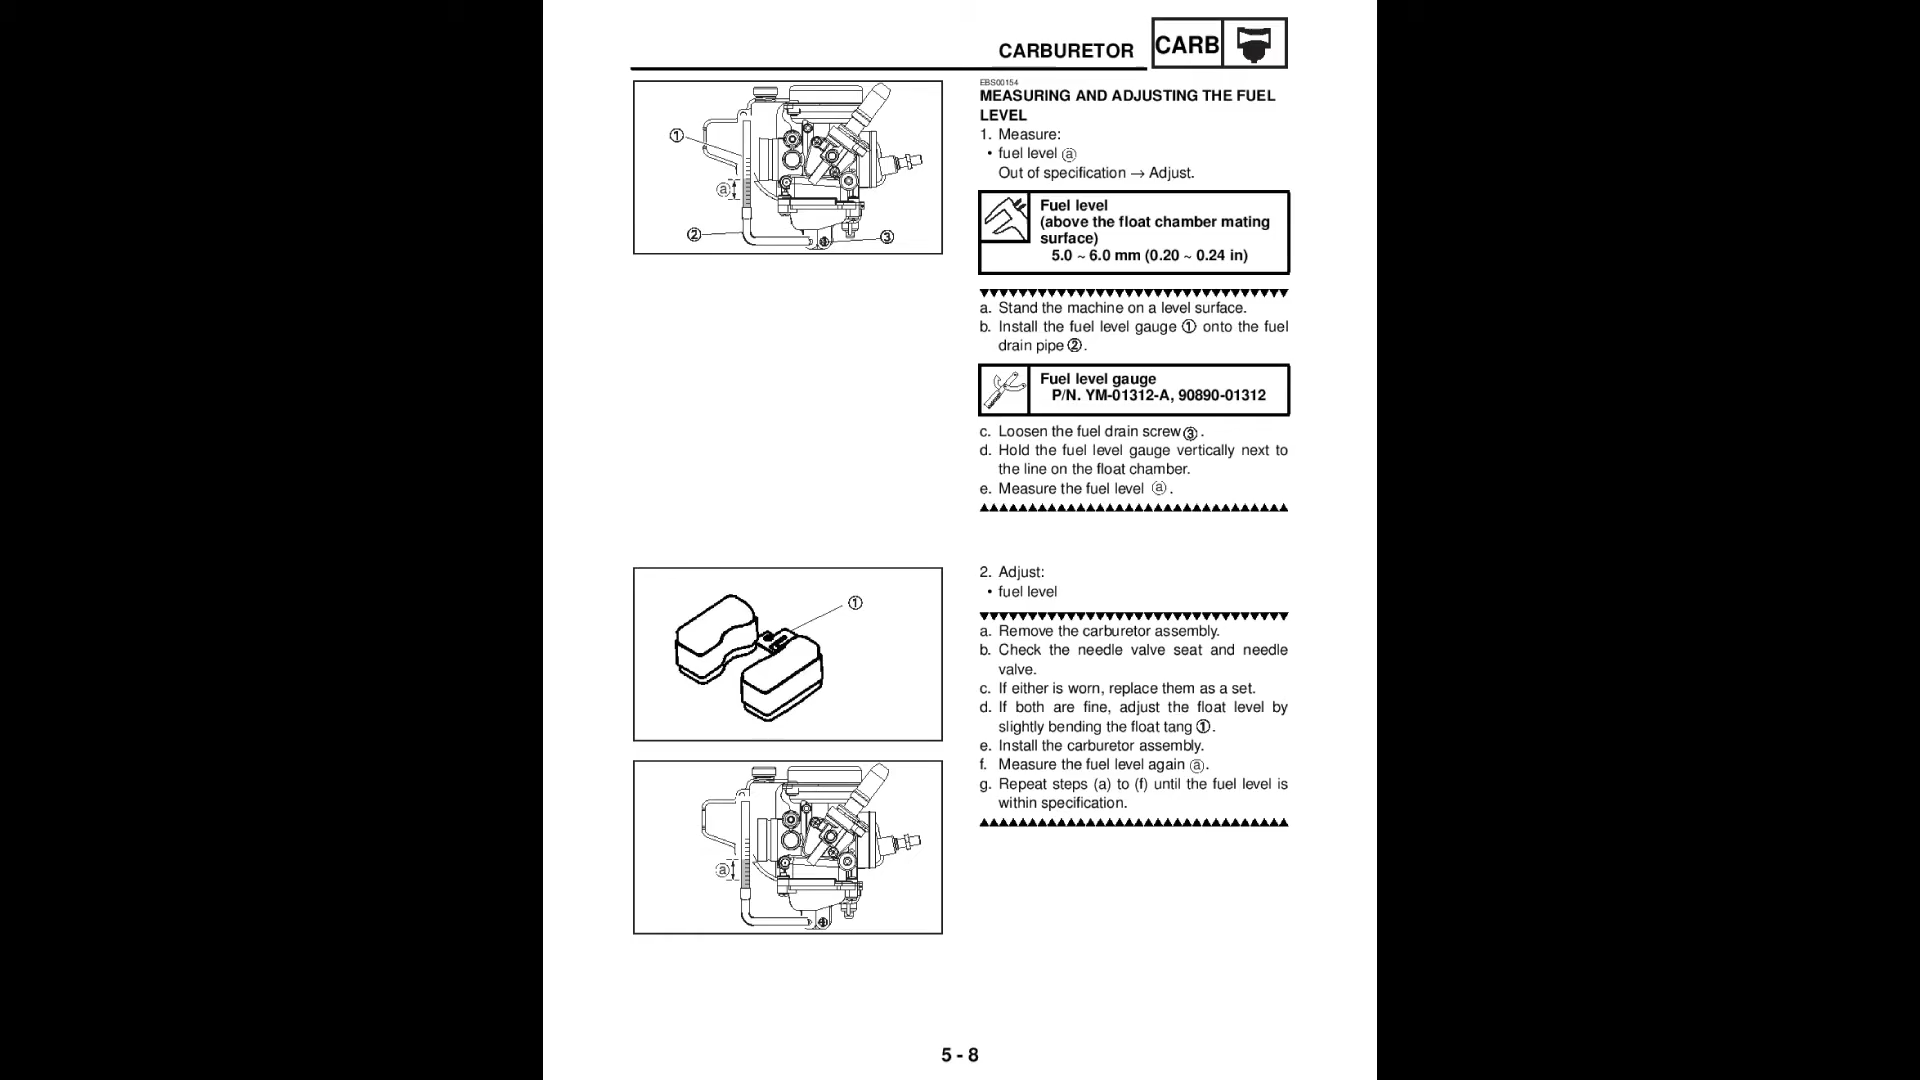 CARBURETOR CARB
EBS00154
MEASURING AND ADJUSTING THE FUEL
LEVEL
1. Measure:
• fuel level ⓐ
Out of specification → Adjust.
① ⓐ ② ③
Fuel level
(above the float chamber mating
surface)
5.0 ~ 6.0 mm (0.20 ~ 0.24 in)
a. Stand the machine on a level surface.
b. Install the fuel level gauge ① onto the fuel
drain pipe ②.
Fuel level gauge
P/N. YM-01312-A, 90890-01312
c. Loosen the fuel drain screw ③.
d. Hold the fuel level gauge vertically next to
the line on the float chamber.
e. Measure the fuel level ⓐ.
①
2. Adjust:
• fuel level
a. Remove the carburetor assembly.
b. Check the needle valve seat and needle
valve.
c. If either is worn, replace them as a set.
d. If both are fine, adjust the float level by
slightly bending the float tang ①.
e. Install the carburetor assembly.
f. Measure the fuel level again ⓐ.
g. Repeat steps (a) to (f) until the fuel level is
within specification.
ⓐ
5 - 8